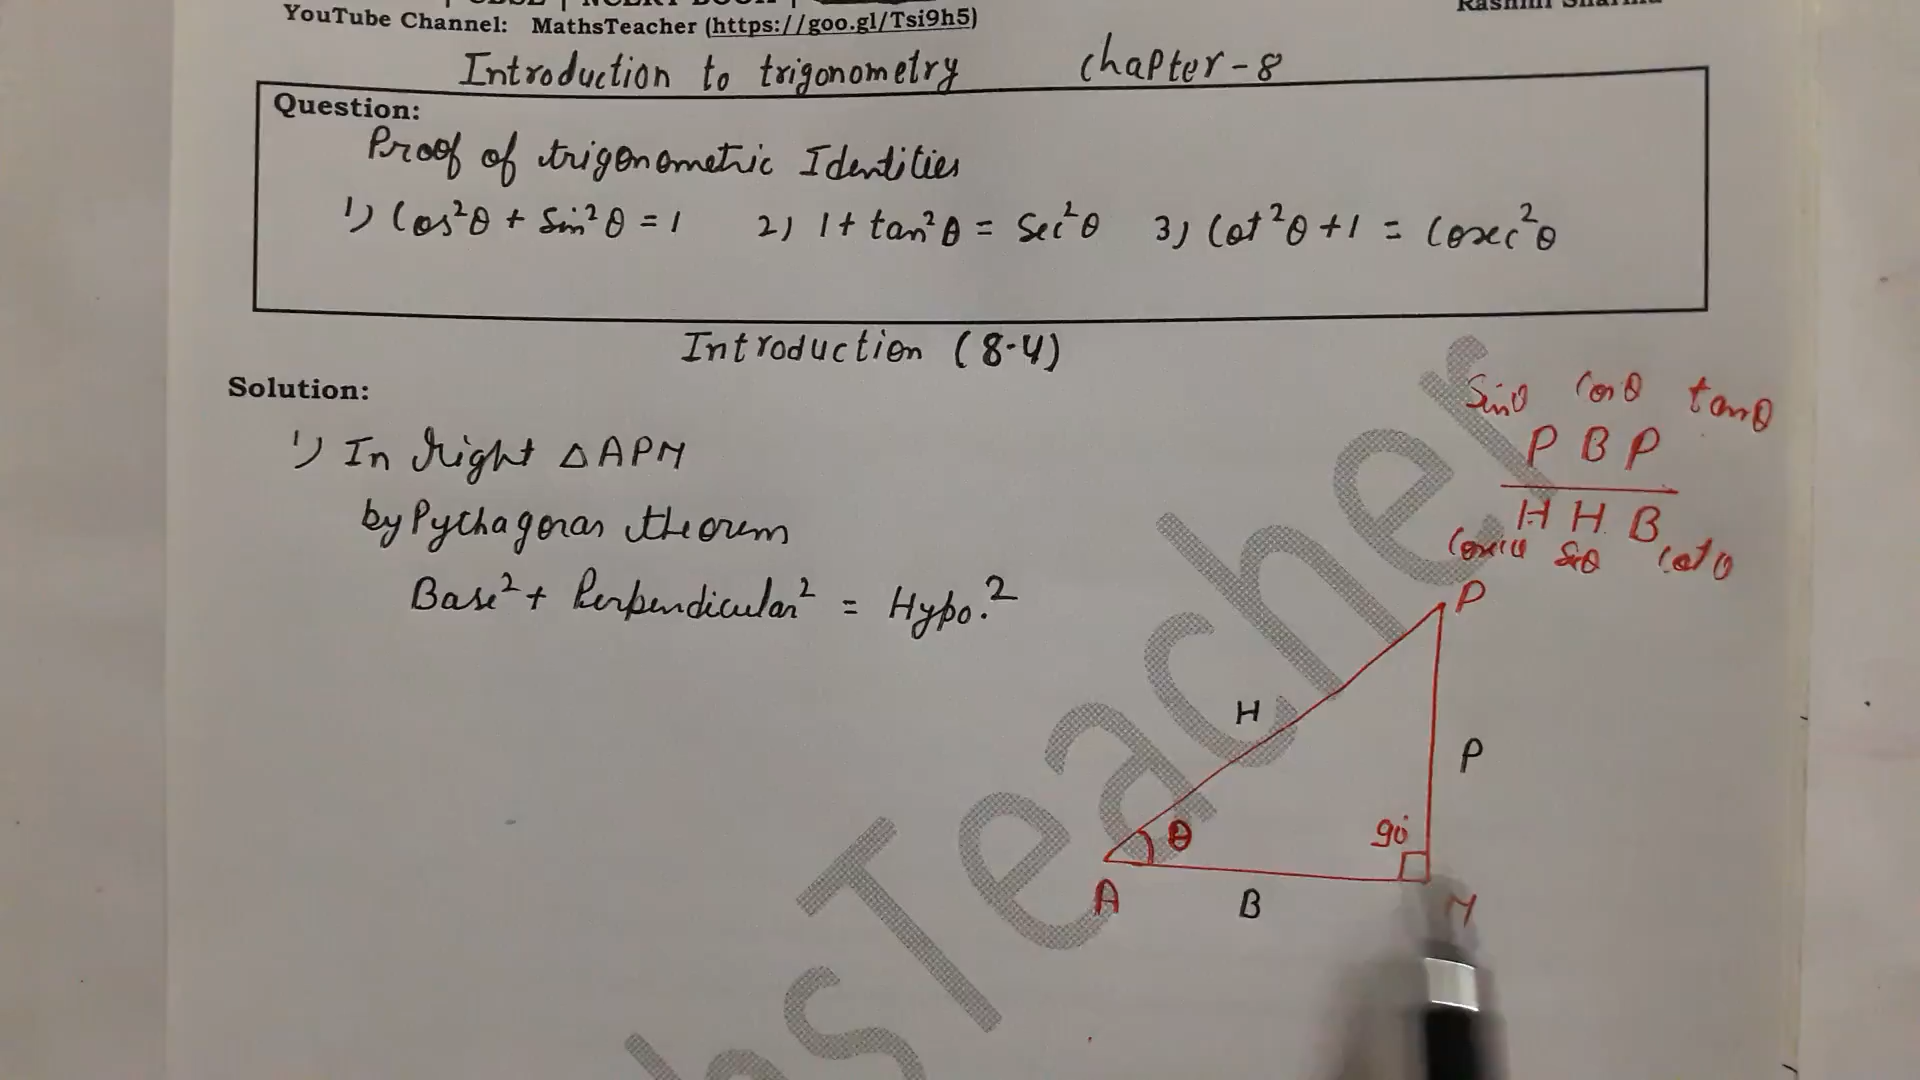 YouTube Channel: MathsTeacher (https://goo.gl/Tsi9h5)
Introduction to trigonometry chapter-8
Question:
Proof of trigonometric Identities
1) Cos²θ + Sin²θ = 1 2) 1 + tan²θ = Sec²θ 3) Cot²θ + 1 = Cosec²θ
Introduction (8.4)
Solution:
Sinθ Cosθ tanθ
P B P
H H B
Secθ Cotθ
1) In right △APM
by Pythagoras theorem
Base² + Perpendicular² = Hypo.²
P
H
P
θ
90°
A
B
M
MathsTeacher